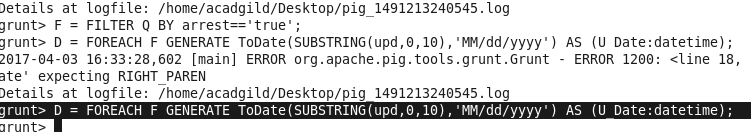 Details at logfile: /home/acadgild/Desktop/pig_1491213240545.log
grunt> F = FILTER Q BY arrest=='true';
grunt> D = FOREACH F GENERATE ToDate(SUBSTRING(upd,0,10),'MM/dd/yyyy') AS (U Date:datetime);
2017-04-03 16:33:28,602 [main] ERROR org.apache.pig.tools.grunt.Grunt - ERROR 1200: <line 18,
ate' expecting RIGHT_PAREN
Details at logfile: /home/acadgild/Desktop/pig_1491213240545.log
grunt> D = FOREACH F GENERATE ToDate(SUBSTRING(upd,0,10),'MM/dd/yyyy') AS (U_Date:datetime);
grunt>